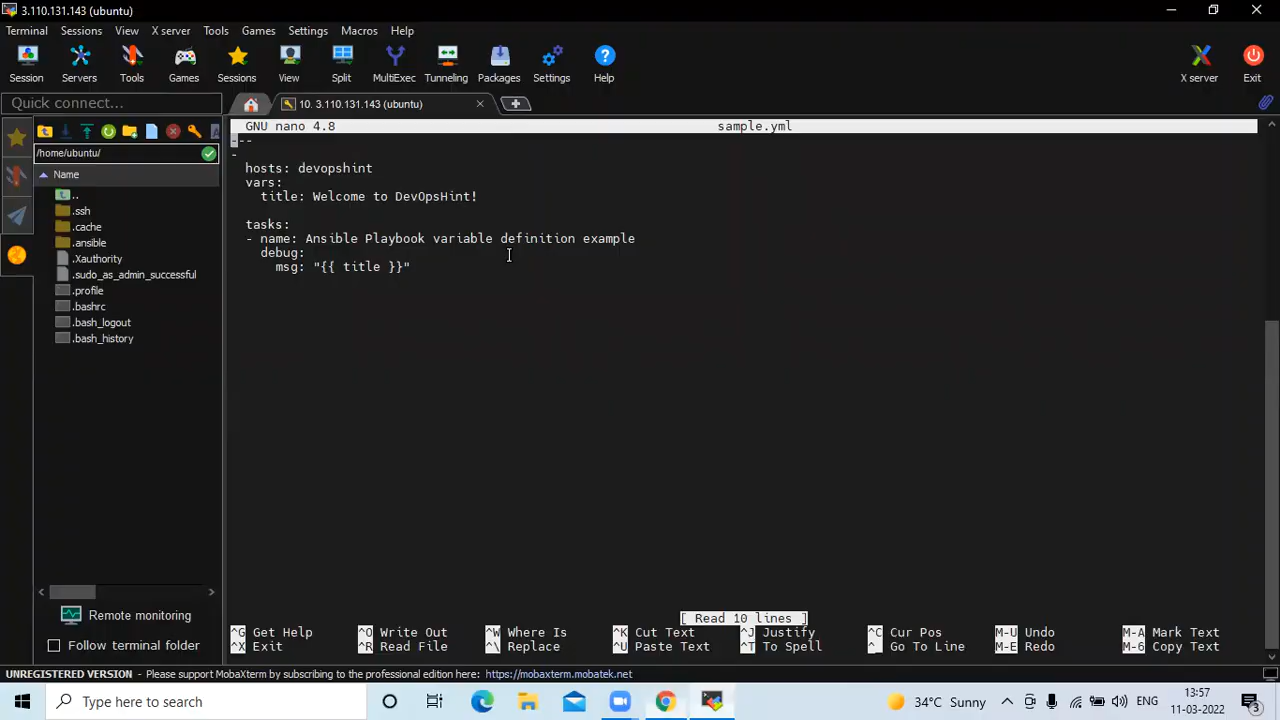 3.110.131.143 (ubuntu)
Terminal Sessions View X server Tools Games Settings Macros Help
Session Servers Tools Games Sessions View Split MultiExec Tunneling Packages Settings Help X server Exit
Quick connect...
10. 3.110.131.143 (ubuntu)
/home/ubuntu/
Name
..
.ssh
.cache
.ansible
.Xauthority
.sudo_as_admin_successful
.profile
.bashrc
.bash_logout
.bash_history
Remote monitoring
Follow terminal folder
GNU nano 4.8 sample.yml
---
-
hosts: devopshint
vars:
title: Welcome to DevOpsHint!
tasks:
- name: Ansible Playbook variable definition example
debug:
msg: "{{ title }}"
[ Read 10 lines ]
^G Get Help ^O Write Out ^W Where Is ^K Cut Text ^J Justify ^C Cur Pos M-U Undo M-A Mark Text
^X Exit ^R Read File ^\ Replace ^U Paste Text ^T To Spell ^_ Go To Line M-E Redo M-6 Copy Text
UNREGISTERED VERSION - Please support MobaXterm by subscribing to the professional edition here: https://mobaxterm.mobatek.net
Type here to search
34°C Sunny
ENG
13:57
11-03-2022
3